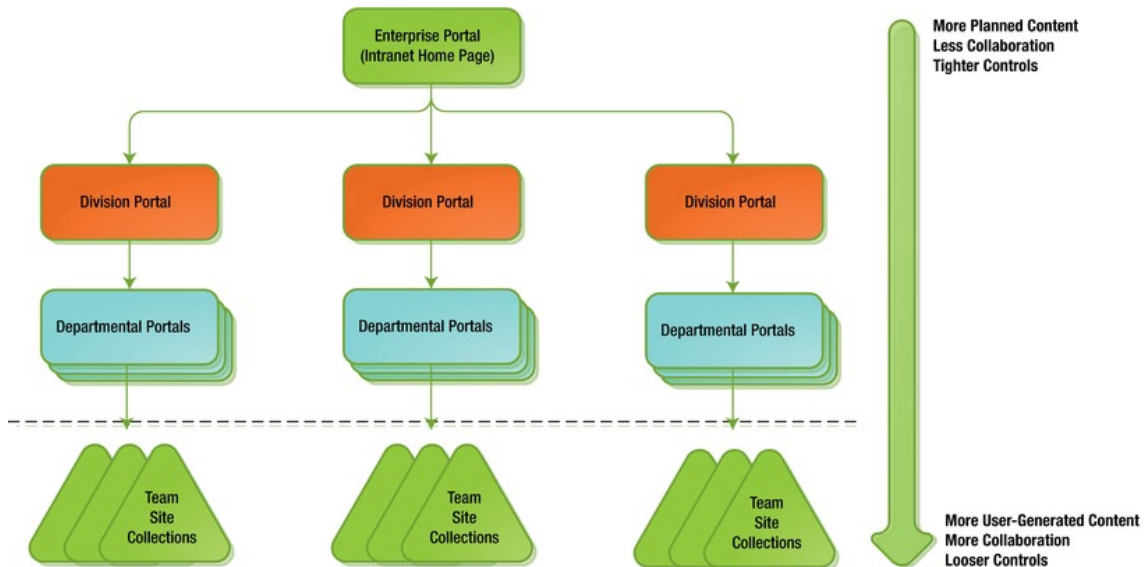 Enterprise Portal
(Intranet Home Page)
More Planned Content
Less Collaboration
Tighter Controls
Division Portal
Division Portal
Division Portal
Departmental Portals
Departmental Portals
Departmental Portals
Team
Site
Collections
Team
Site
Collections
Team
Site
Collections
More User-Generated Content
More Collaboration
Looser Controls